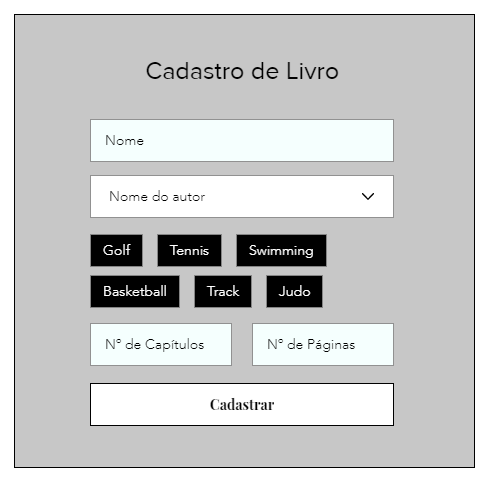 Cadastro de Livro
Nome
Nome do autor
Golf Tennis Swimming
Basketball Track Judo
Nº de Capítulos Nº de Páginas
Cadastrar